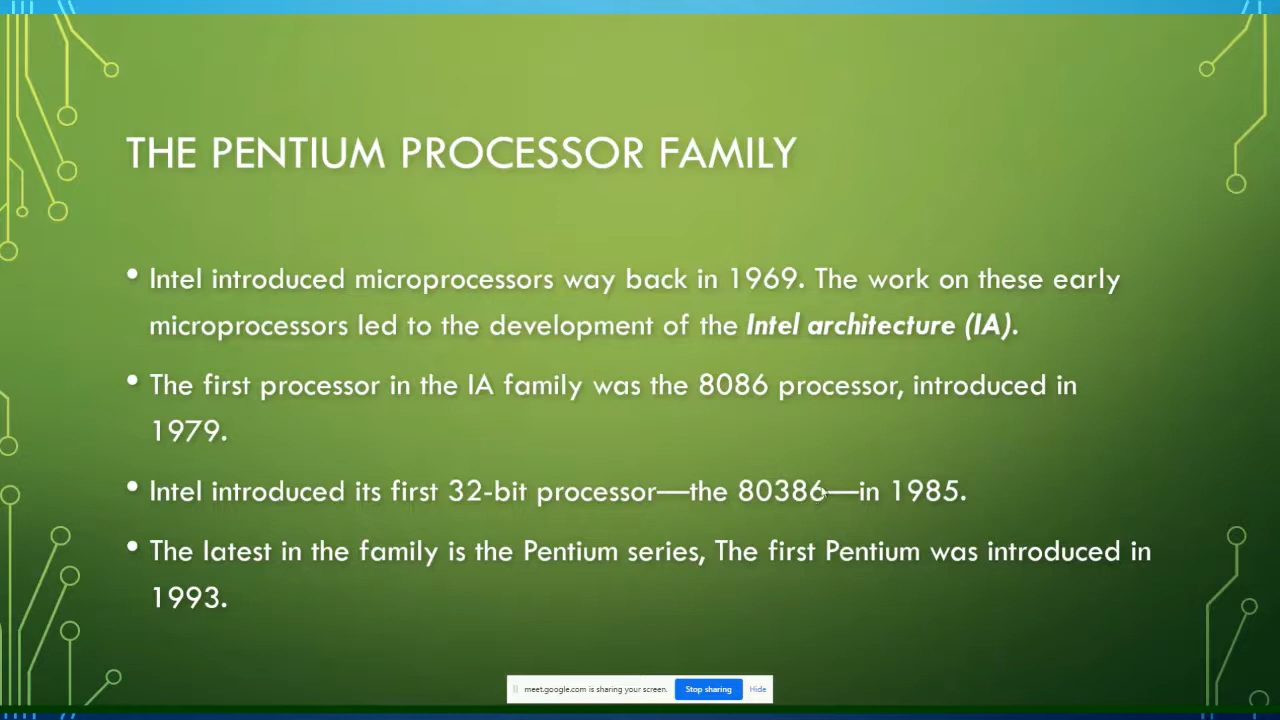 THE PENTIUM PROCESSOR FAMILY
• Intel introduced microprocessors way back in 1969. The work on these early
microprocessors led to the development of the Intel architecture (IA).
• The first processor in the IA family was the 8086 processor, introduced in
1979.
• Intel introduced its first 32-bit processor—the 80386—in 1985.
• The latest in the family is the Pentium series, The first Pentium was introduced in
1993.
meet.google.com is sharing your screen. Stop sharing Hide